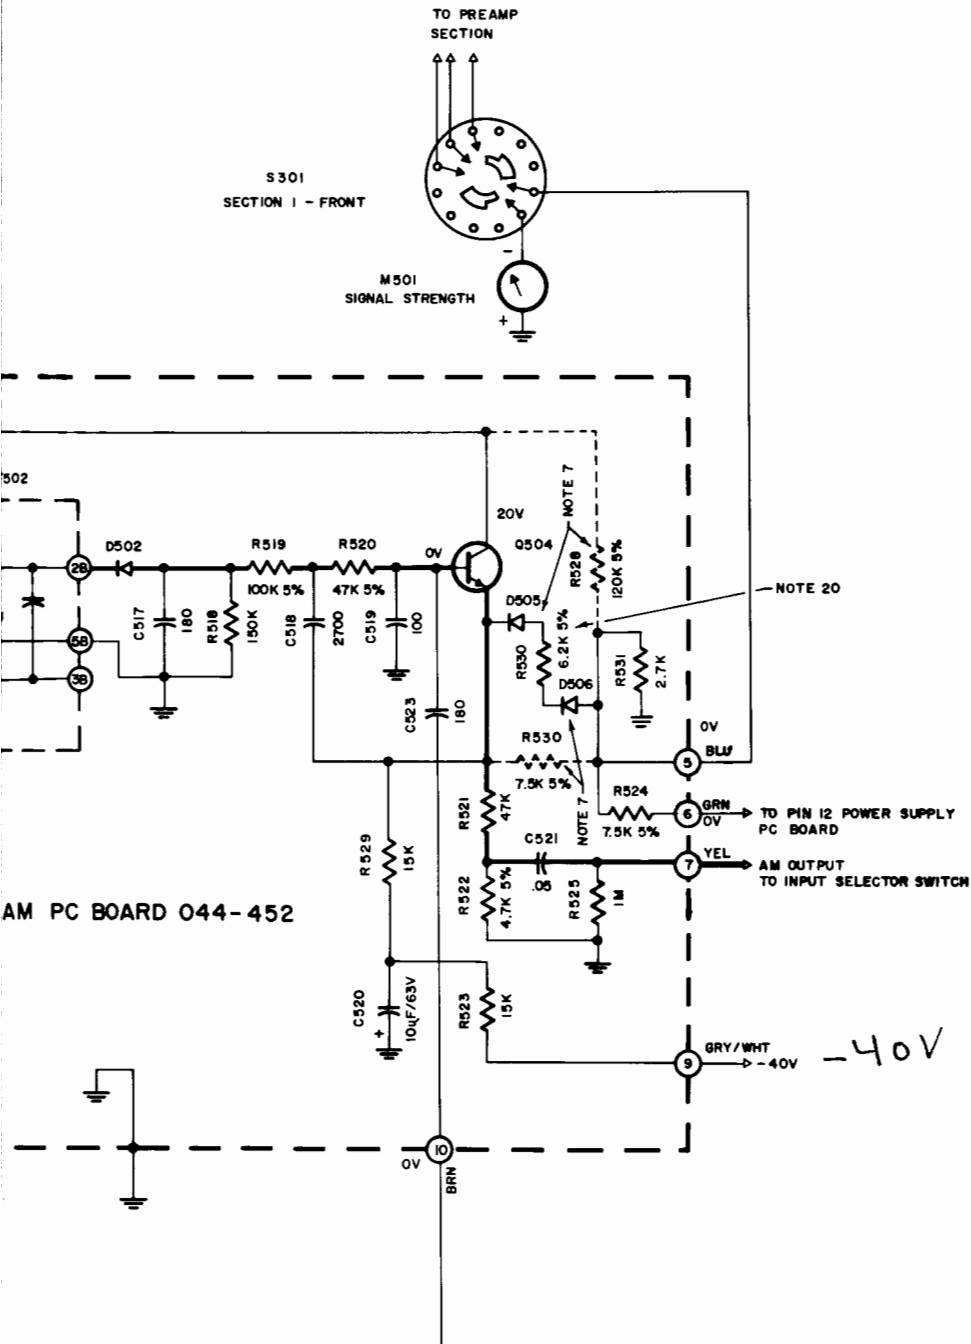 TO PREAMP
SECTION
S301
SECTION 1 - FRONT
M501
SIGNAL STRENGTH
-
+
502
D502
R519
100K 5%
R520
47K 5%
0V
20V
Q504
NOTE 7
R528
120K 5%
NOTE 20
2B
5B
3B
C517
180
R518
150K
C518
2700
C519
100
D505
R530
6.2K 5%
D506
R531
2.7K
C523
180
R530
7.5K 5%
NOTE 7
0V
BLU
5
R524
7.5K 5%
6
GRN
0V
TO PIN 12 POWER SUPPLY
PC BOARD
R521
47K
C521
.05
7
YEL
AM OUTPUT
TO INPUT SELECTOR SWITCH
R529
15K
R522
4.7K 5%
R525
1M
AM PC BOARD 044-452
C520
10µF/63V
+
R523
15K
9
GRY/WHT
-40V
-40V
10
0V
BRN